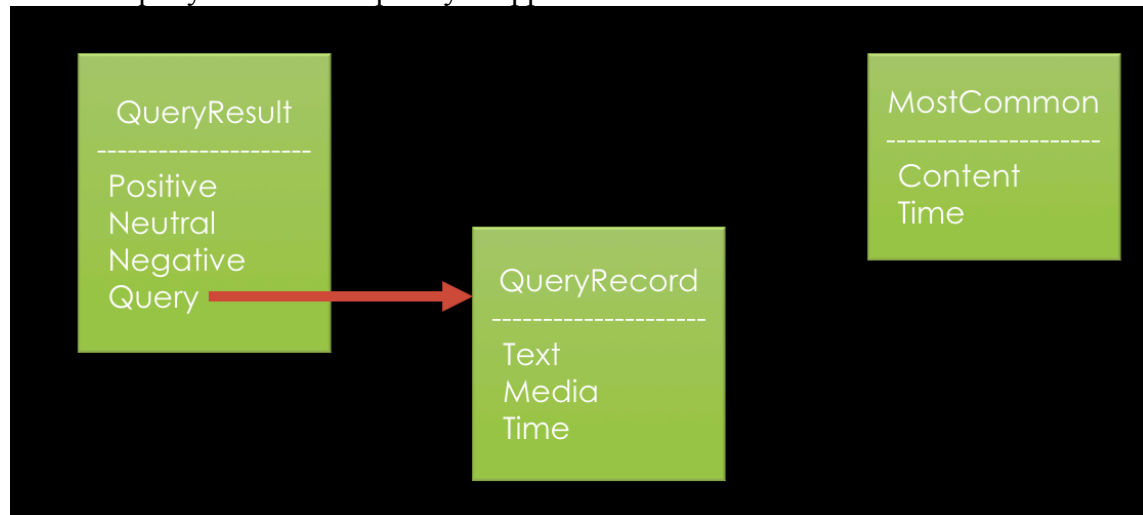 QueryResult
---------------------
Positive
Neutral
Negative
Query
QueryRecord
---------------------
Text
Media
Time
MostCommon
---------------------
Content
Time